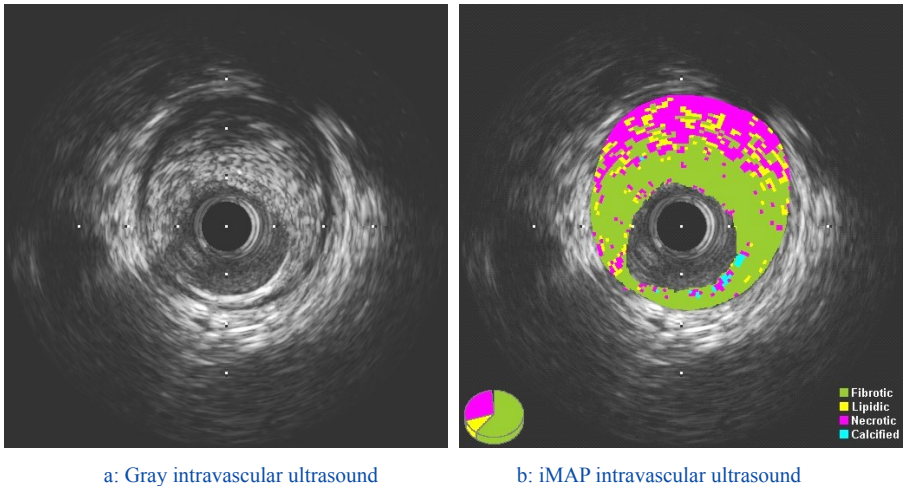 Fibrotic
Lipidic
Necrotic
Calcified
a: Gray intravascular ultrasound
b: iMAP intravascular ultrasound